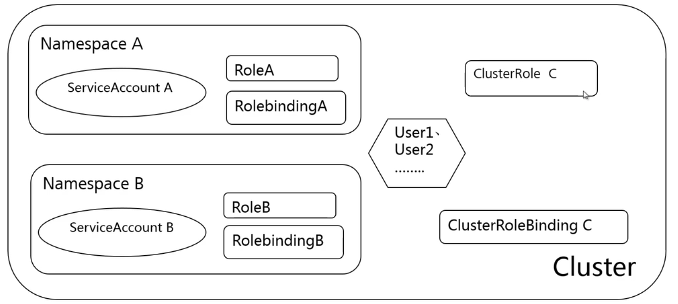 Namespace A
ServiceAccount A
RoleA
RolebindingA
ClusterRole C
User1、
User2
........
Namespace B
ServiceAccount B
RoleB
RolebindingB
ClusterRoleBinding C
Cluster